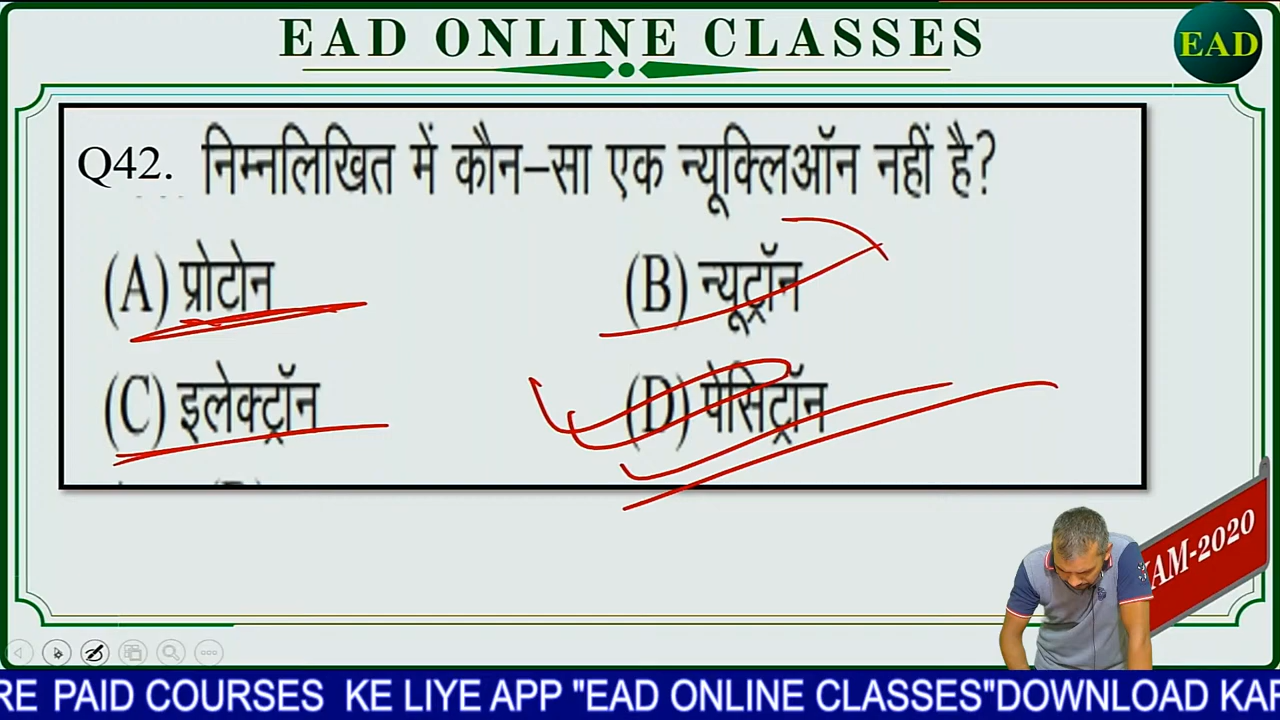 EAD ONLINE CLASSES
EAD
Q42. निम्नलिखित में कौन-सा एक न्यूक्लिऑन नहीं है?
(A) प्रोटोन (B) न्यूट्रॉन
(C) इलेक्ट्रॉन (D) पेसिट्रॉन
AM-2020
RE PAID COURSES KE LIYE APP "EAD ONLINE CLASSES"DOWNLOAD KAR